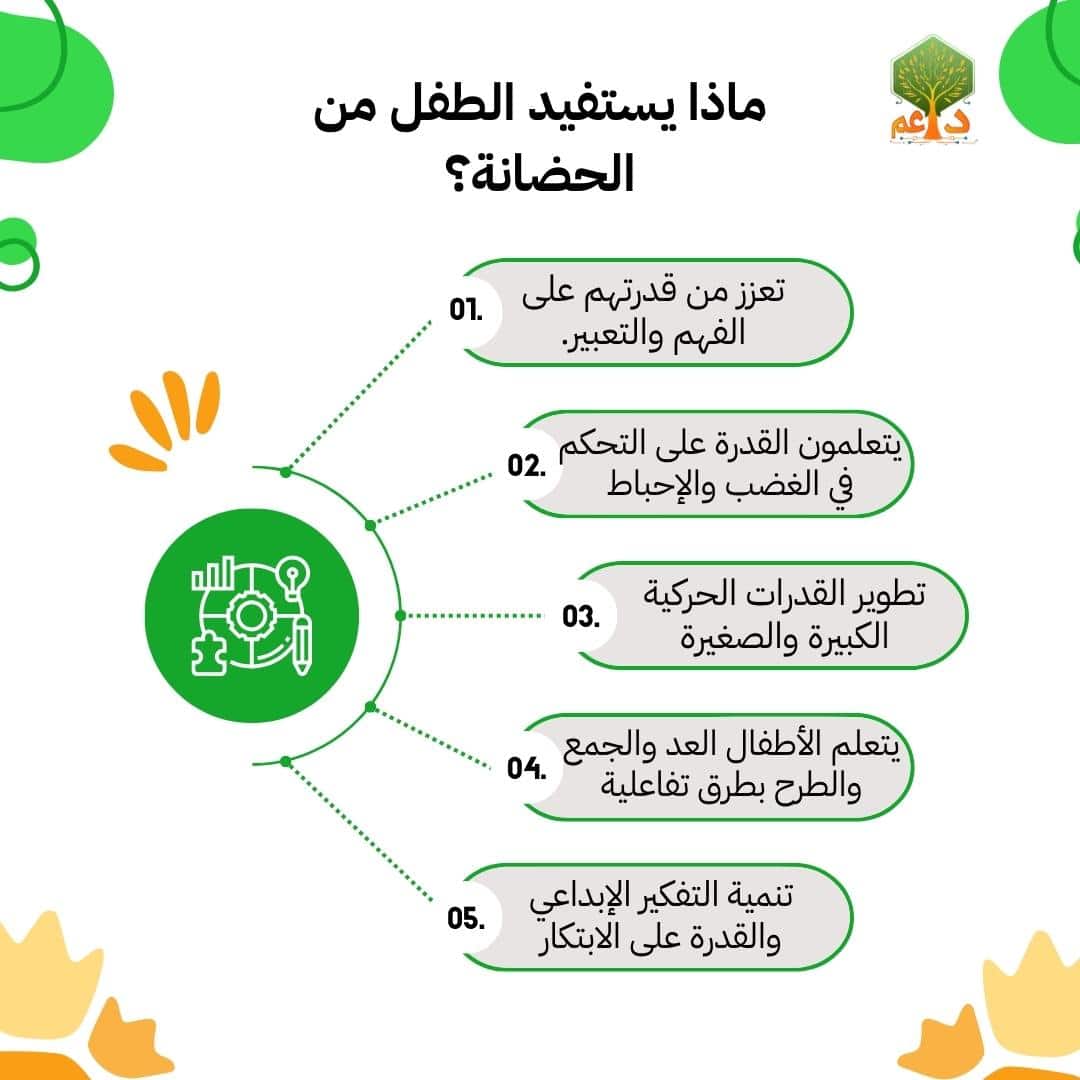 داعم
ماذا يستفيد الطفل من
الحضانة؟
01.
تعزز من قدرتهم على
الفهم والتعبير.
02.
يتعلمون القدرة على التحكم
في الغضب والإحباط
03.
تطوير القدرات الحركية
الكبيرة والصغيرة
04.
يتعلم الأطفال العد والجمع
والطرح بطرق تفاعلية
05.
تنمية التفكير الإبداعي
والقدرة على الابتكار